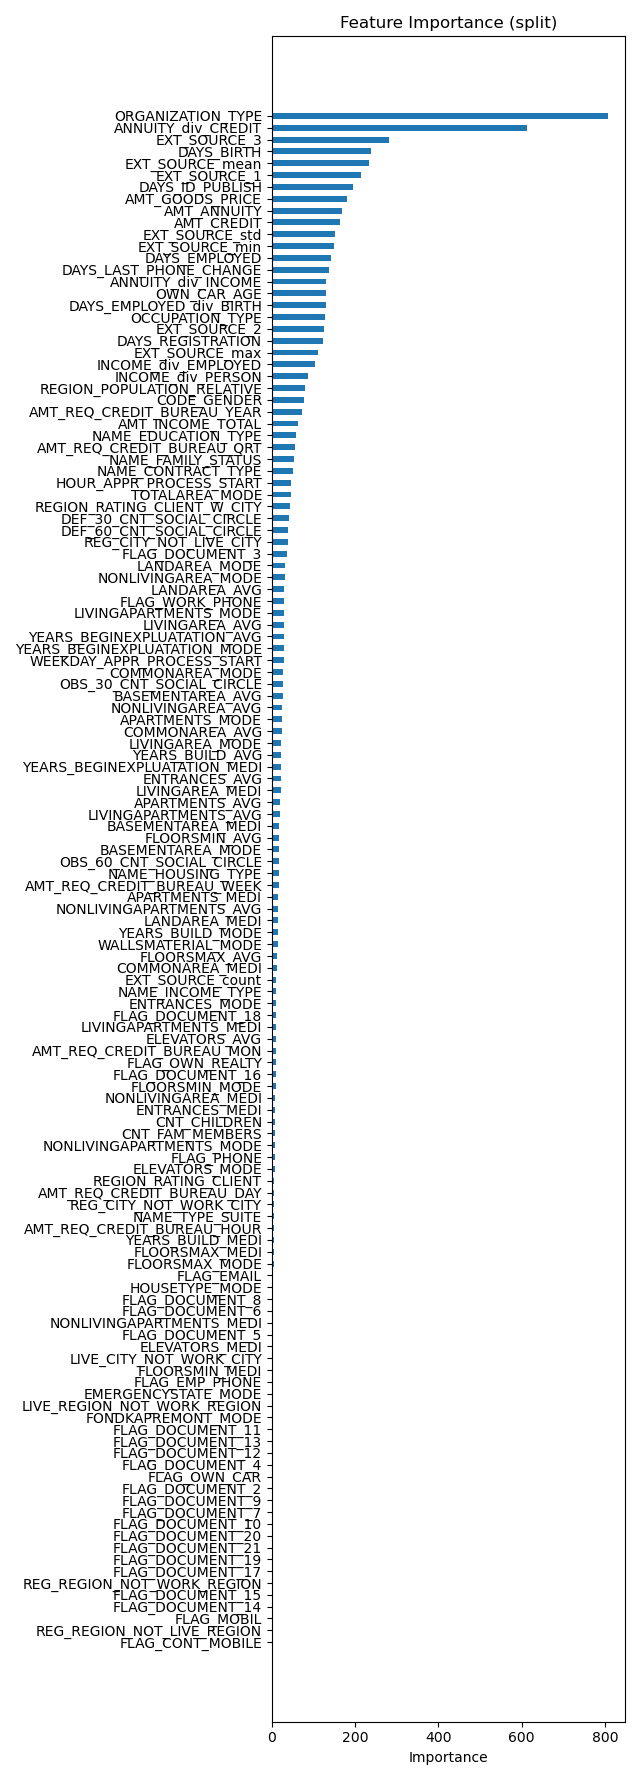 Feature Importance (split)
ORGANIZATION_TYPE
ANNUITY_div_CREDIT
EXT_SOURCE_3
DAYS_BIRTH
EXT_SOURCE_mean
EXT_SOURCE_1
DAYS_ID_PUBLISH
AMT_GOODS_PRICE
AMT_ANNUITY
AMT_CREDIT
EXT_SOURCE_std
EXT_SOURCE_min
DAYS_EMPLOYED
DAYS_LAST_PHONE_CHANGE
ANNUITY_div_INCOME
OWN_CAR_AGE
DAYS_EMPLOYED_div_BIRTH
OCCUPATION_TYPE
EXT_SOURCE_2
DAYS_REGISTRATION
EXT_SOURCE_max
INCOME_div_EMPLOYED
INCOME_div_PERSON
REGION_POPULATION_RELATIVE
CODE_GENDER
AMT_REQ_CREDIT_BUREAU_YEAR
AMT_INCOME_TOTAL
NAME_EDUCATION_TYPE
AMT_REQ_CREDIT_BUREAU_QRT
NAME_FAMILY_STATUS
NAME_CONTRACT_TYPE
HOUR_APPR_PROCESS_START
TOTALAREA_MODE
REGION_RATING_CLIENT_W_CITY
DEF_30_CNT_SOCIAL_CIRCLE
DEF_60_CNT_SOCIAL_CIRCLE
REG_CITY_NOT_LIVE_CITY
FLAG_DOCUMENT_3
LANDAREA_MODE
NONLIVINGAREA_MODE
LANDAREA_AVG
FLAG_WORK_PHONE
LIVINGAPARTMENTS_MODE
LIVINGAREA_AVG
YEARS_BEGINEXPLUATATION_AVG
YEARS_BEGINEXPLUATATION_MODE
WEEKDAY_APPR_PROCESS_START
COMMONAREA_MODE
OBS_30_CNT_SOCIAL_CIRCLE
BASEMENTAREA_AVG
NONLIVINGAREA_AVG
APARTMENTS_MODE
COMMONAREA_AVG
LIVINGAREA_MODE
YEARS_BUILD_AVG
YEARS_BEGINEXPLUATATION_MEDI
ENTRANCES_AVG
LIVINGAREA_MEDI
APARTMENTS_AVG
LIVINGAPARTMENTS_AVG
BASEMENTAREA_MEDI
FLOORSMIN_AVG
BASEMENTAREA_MODE
OBS_60_CNT_SOCIAL_CIRCLE
NAME_HOUSING_TYPE
AMT_REQ_CREDIT_BUREAU_WEEK
APARTMENTS_MEDI
NONLIVINGAPARTMENTS_AVG
LANDAREA_MEDI
YEARS_BUILD_MODE
WALLSMATERIAL_MODE
FLOORSMAX_AVG
COMMONAREA_MEDI
EXT_SOURCE_count
NAME_INCOME_TYPE
ENTRANCES_MODE
FLAG_DOCUMENT_18
LIVINGAPARTMENTS_MEDI
ELEVATORS_AVG
AMT_REQ_CREDIT_BUREAU_MON
FLAG_OWN_REALTY
FLAG_DOCUMENT_16
FLOORSMIN_MODE
NONLIVINGAREA_MEDI
ENTRANCES_MEDI
CNT_CHILDREN
CNT_FAM_MEMBERS
NONLIVINGAPARTMENTS_MODE
FLAG_PHONE
ELEVATORS_MODE
REGION_RATING_CLIENT
AMT_REQ_CREDIT_BUREAU_DAY
REG_CITY_NOT_WORK_CITY
NAME_TYPE_SUITE
AMT_REQ_CREDIT_BUREAU_HOUR
YEARS_BUILD_MEDI
FLOORSMAX_MEDI
FLOORSMAX_MODE
FLAG_EMAIL
HOUSETYPE_MODE
FLAG_DOCUMENT_8
FLAG_DOCUMENT_6
NONLIVINGAPARTMENTS_MEDI
FLAG_DOCUMENT_5
ELEVATORS_MEDI
LIVE_CITY_NOT_WORK_CITY
FLOORSMIN_MEDI
FLAG_EMP_PHONE
EMERGENCYSTATE_MODE
LIVE_REGION_NOT_WORK_REGION
FONDKAPREMONT_MODE
FLAG_DOCUMENT_11
FLAG_DOCUMENT_13
FLAG_DOCUMENT_12
FLAG_DOCUMENT_4
FLAG_OWN_CAR
FLAG_DOCUMENT_2
FLAG_DOCUMENT_9
FLAG_DOCUMENT_7
FLAG_DOCUMENT_10
FLAG_DOCUMENT_20
FLAG_DOCUMENT_21
FLAG_DOCUMENT_19
FLAG_DOCUMENT_17
REG_REGION_NOT_WORK_REGION
FLAG_DOCUMENT_15
FLAG_DOCUMENT_14
FLAG_MOBIL
REG_REGION_NOT_LIVE_REGION
FLAG_CONT_MOBILE
0 200 400 600 800
Importance